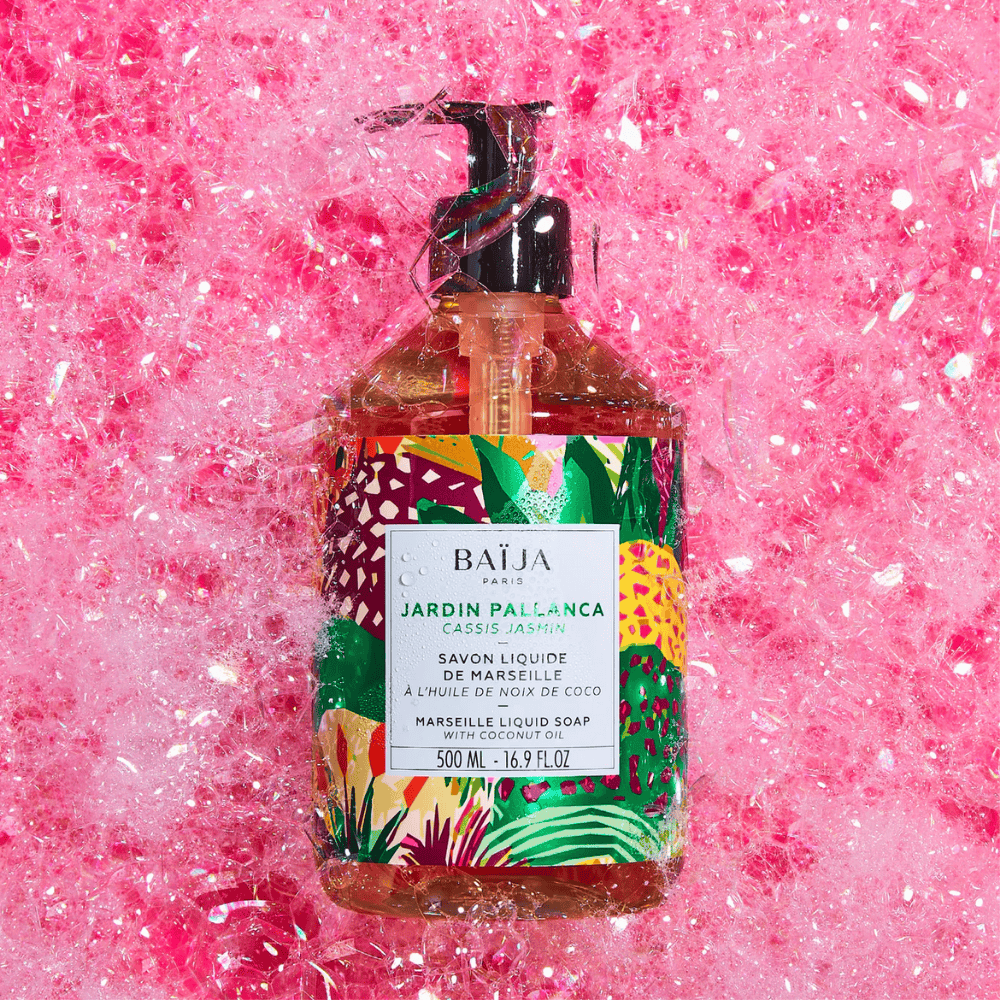 BAÏJA
PARIS
JARDIN PALLANCA
CASSIS JASMIN
SAVON LIQUIDE
DE MARSEILLE
À L'HUILE DE NOIX DE COCO
MARSEILLE LIQUID SOAP
WITH COCONUT OIL
500 ML - 16.9 FL.OZ